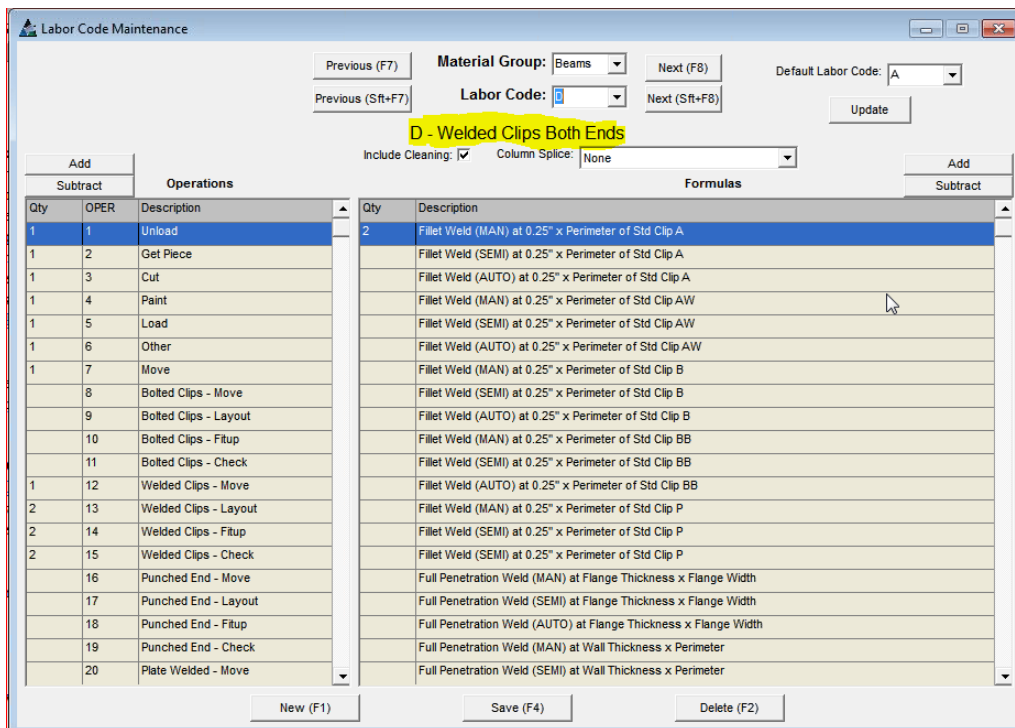 Labor Code Maintenance
Previous (F7) Material Group: Beams Next (F8) Default Labor Code: A
Previous (Sft+F7) Labor Code: D Next (Sft+F8) Update
D - Welded Clips Both Ends
Include Cleaning: Column Splice: None
Add Add
Subtract Operations Formulas Subtract
Qty OPER Description Qty Description
1 1 Unload 2 Fillet Weld (MAN) at 0.25" x Perimeter of Std Clip A
1 2 Get Piece Fillet Weld (SEMI) at 0.25" x Perimeter of Std Clip A
1 3 Cut Fillet Weld (AUTO) at 0.25" x Perimeter of Std Clip A
1 4 Paint Fillet Weld (MAN) at 0.25" x Perimeter of Std Clip AW
1 5 Load Fillet Weld (SEMI) at 0.25" x Perimeter of Std Clip AW
1 6 Other Fillet Weld (AUTO) at 0.25" x Perimeter of Std Clip AW
1 7 Move Fillet Weld (MAN) at 0.25" x Perimeter of Std Clip B
8 Bolted Clips - Move Fillet Weld (SEMI) at 0.25" x Perimeter of Std Clip B
9 Bolted Clips - Layout Fillet Weld (AUTO) at 0.25" x Perimeter of Std Clip B
10 Bolted Clips - Fitup Fillet Weld (MAN) at 0.25" x Perimeter of Std Clip BB
11 Bolted Clips - Check Fillet Weld (SEMI) at 0.25" x Perimeter of Std Clip BB
1 12 Welded Clips - Move Fillet Weld (AUTO) at 0.25" x Perimeter of Std Clip BB
2 13 Welded Clips - Layout Fillet Weld (MAN) at 0.25" x Perimeter of Std Clip P
2 14 Welded Clips - Fitup Fillet Weld (SEMI) at 0.25" x Perimeter of Std Clip P
2 15 Welded Clips - Check Fillet Weld (SEMI) at 0.25" x Perimeter of Std Clip P
16 Punched End - Move Full Penetration Weld (MAN) at Flange Thickness x Flange Width
17 Punched End - Layout Full Penetration Weld (SEMI) at Flange Thickness x Flange Width
18 Punched End - Fitup Full Penetration Weld (AUTO) at Flange Thickness x Flange Width
19 Punched End - Check Full Penetration Weld (MAN) at Wall Thickness x Perimeter
20 Plate Welded - Move Full Penetration Weld (SEMI) at Wall Thickness x Perimeter
New (F1) Save (F4) Delete (F2)